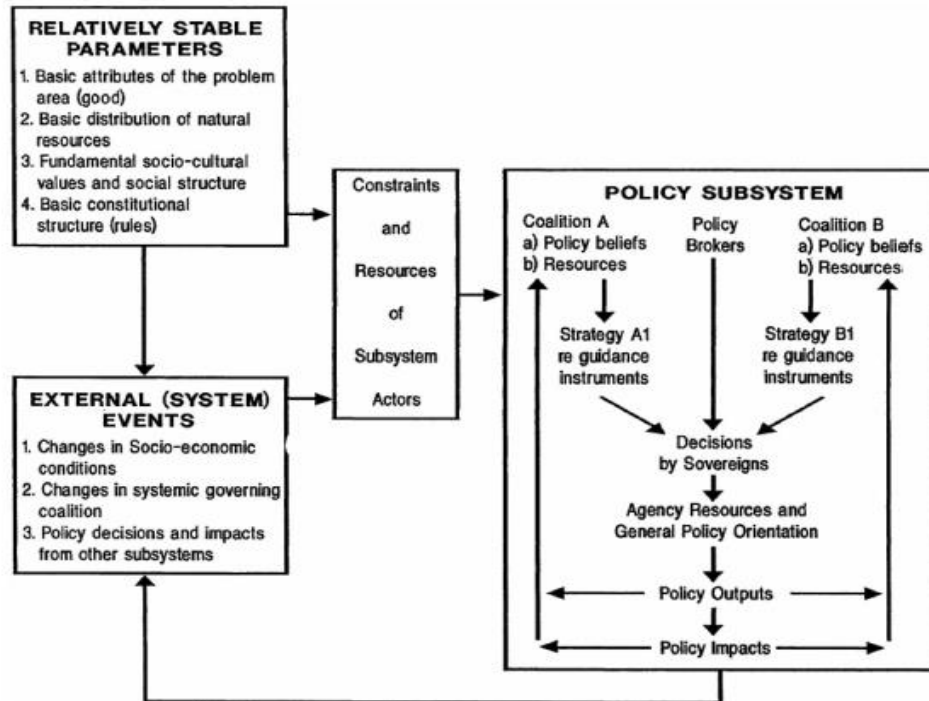 RELATIVELY STABLE
PARAMETERS
1. Basic attributes of the problem
area (good)
2. Basic distribution of natural
resources
3. Fundamental socio-cultural
values and social structure
4. Basic constitutional
structure (rules)
EXTERNAL (SYSTEM)
EVENTS
1. Changes in Socio-economic
conditions
2. Changes in systemic governing
coalition
3. Policy decisions and impacts
from other subsystems
Constraints
and
Resources
of
Subsystem
Actors
POLICY SUBSYSTEM
Coalition A
a) Policy beliefs
b) Resources
Policy
Brokers
Coalition B
a) Policy beliefs
b) Resources
Strategy A1
re guidance
instruments
Strategy B1
re guidance
instruments
Decisions
by Sovereigns
Agency Resources and
General Policy Orientation
Policy Outputs
Policy Impacts